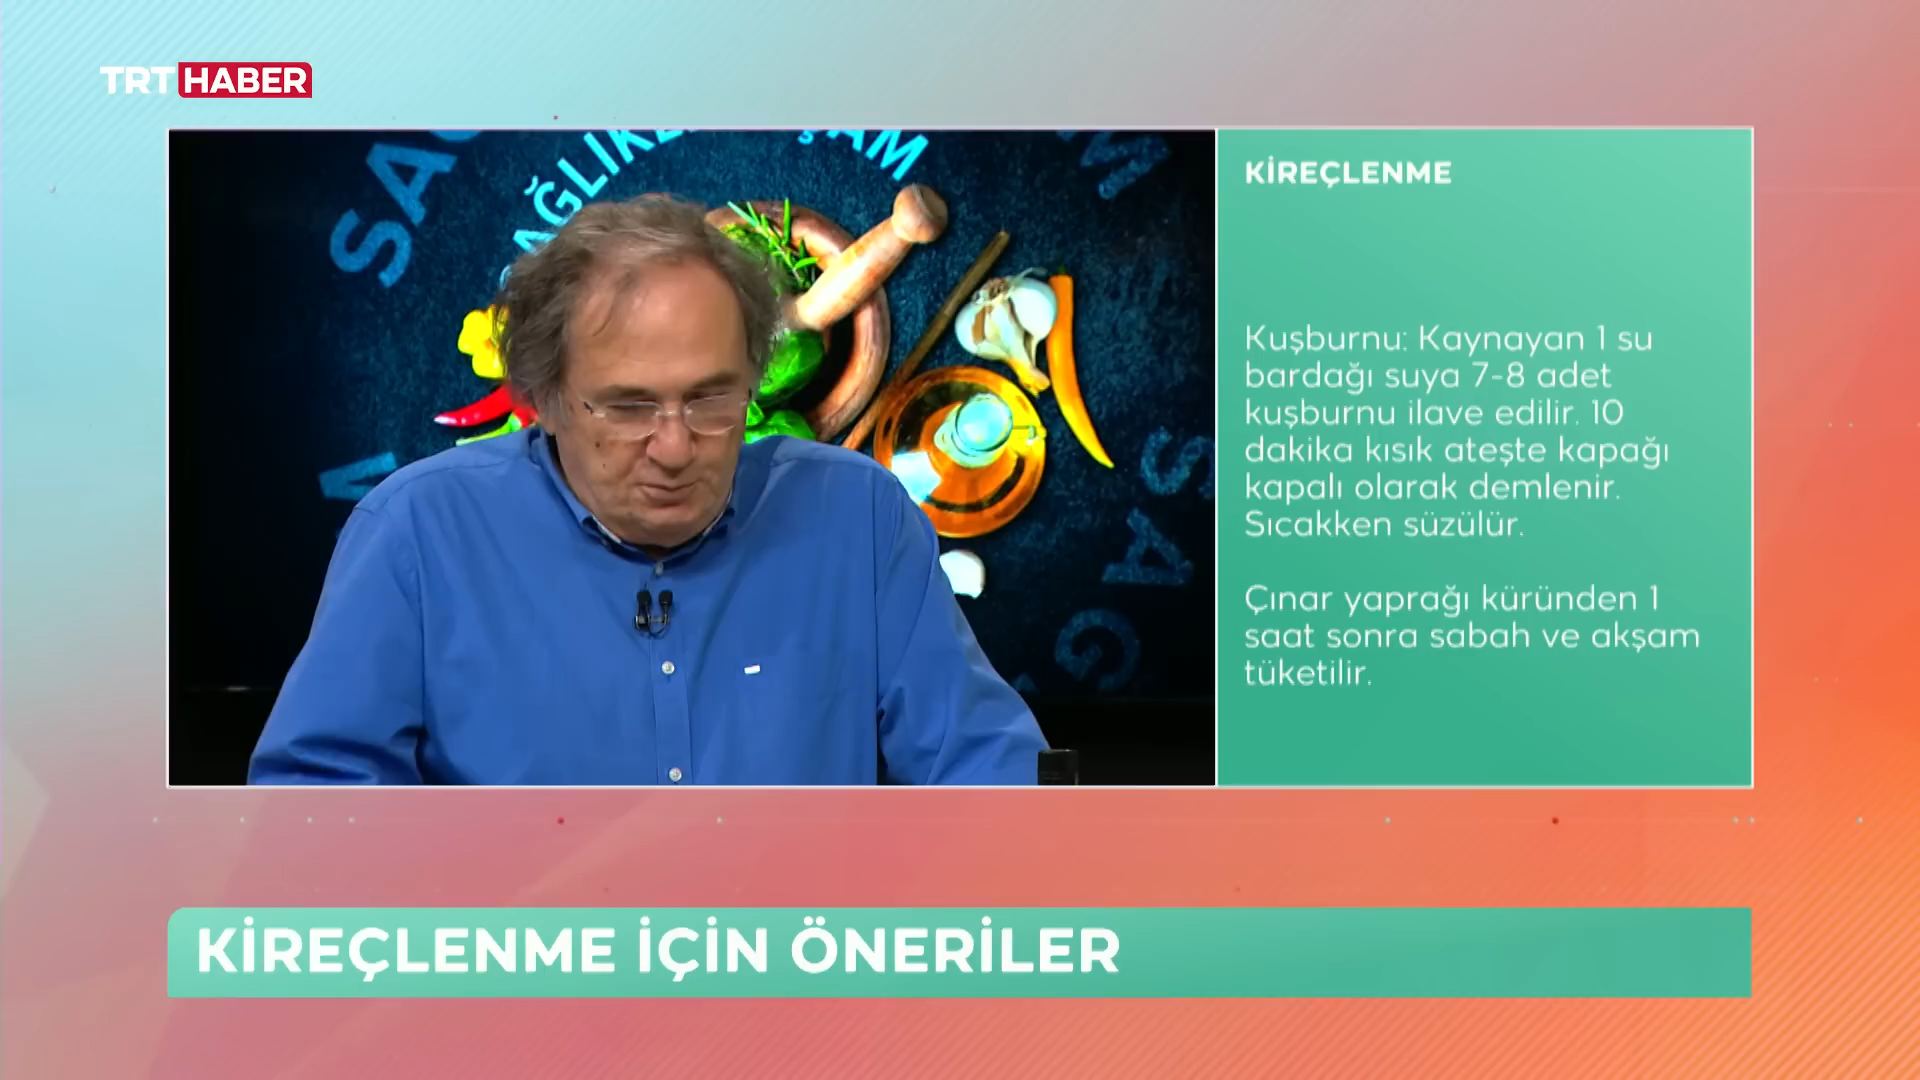 TRT HABER
KİREÇLENME
Kuşburnu: Kaynayan 1 su
bardağı suya 7-8 adet
kuşburnu ilave edilir. 10
dakika kısık ateşte kapağı
kapalı olarak demlenir.
Sıcakken süzülür.
Çınar yaprağı küründen 1
saat sonra sabah ve akşam
tüketilir.
KİREÇLENME İÇİN ÖNERİLER